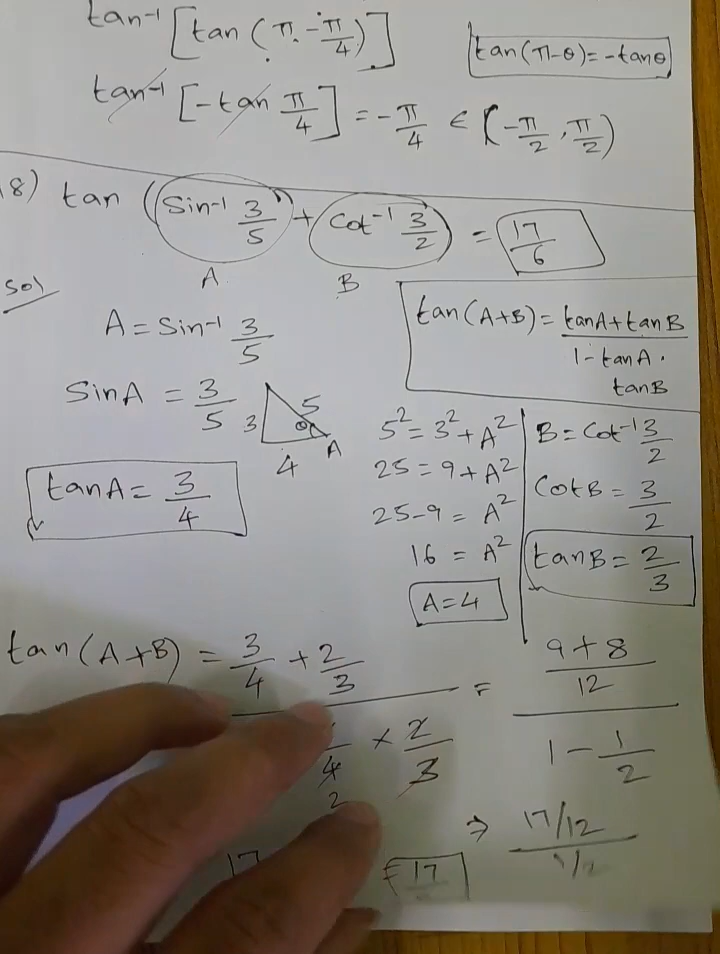 tan⁻¹ [tan (π - π/4)]
tan(π-θ) = -tanθ
tan⁻¹ [-tan π/4] = -π/4 ∈ (-π/2, π/2)
18) tan (Sin⁻¹ 3/5 + Cot⁻¹ 3/2) = 17/6
A B
Sol
tan(A+B) = tanA+tanB
1-tanA.
tanB
A = Sin⁻¹ 3/5
SinA = 3/5
3 5 4 A
tanA = 3/4
5² = 3² + A²
25 = 9 + A²
25-9 = A²
16 = A²
A=4
B = Cot⁻¹ 3/2
CotB = 3/2
tanB = 2/3
tan(A+B) = 3/4 + 2/3 = 9+8/12
4 × 2/3 1 - 1/2
2
⇒ 17/12
1/2
17 = 17